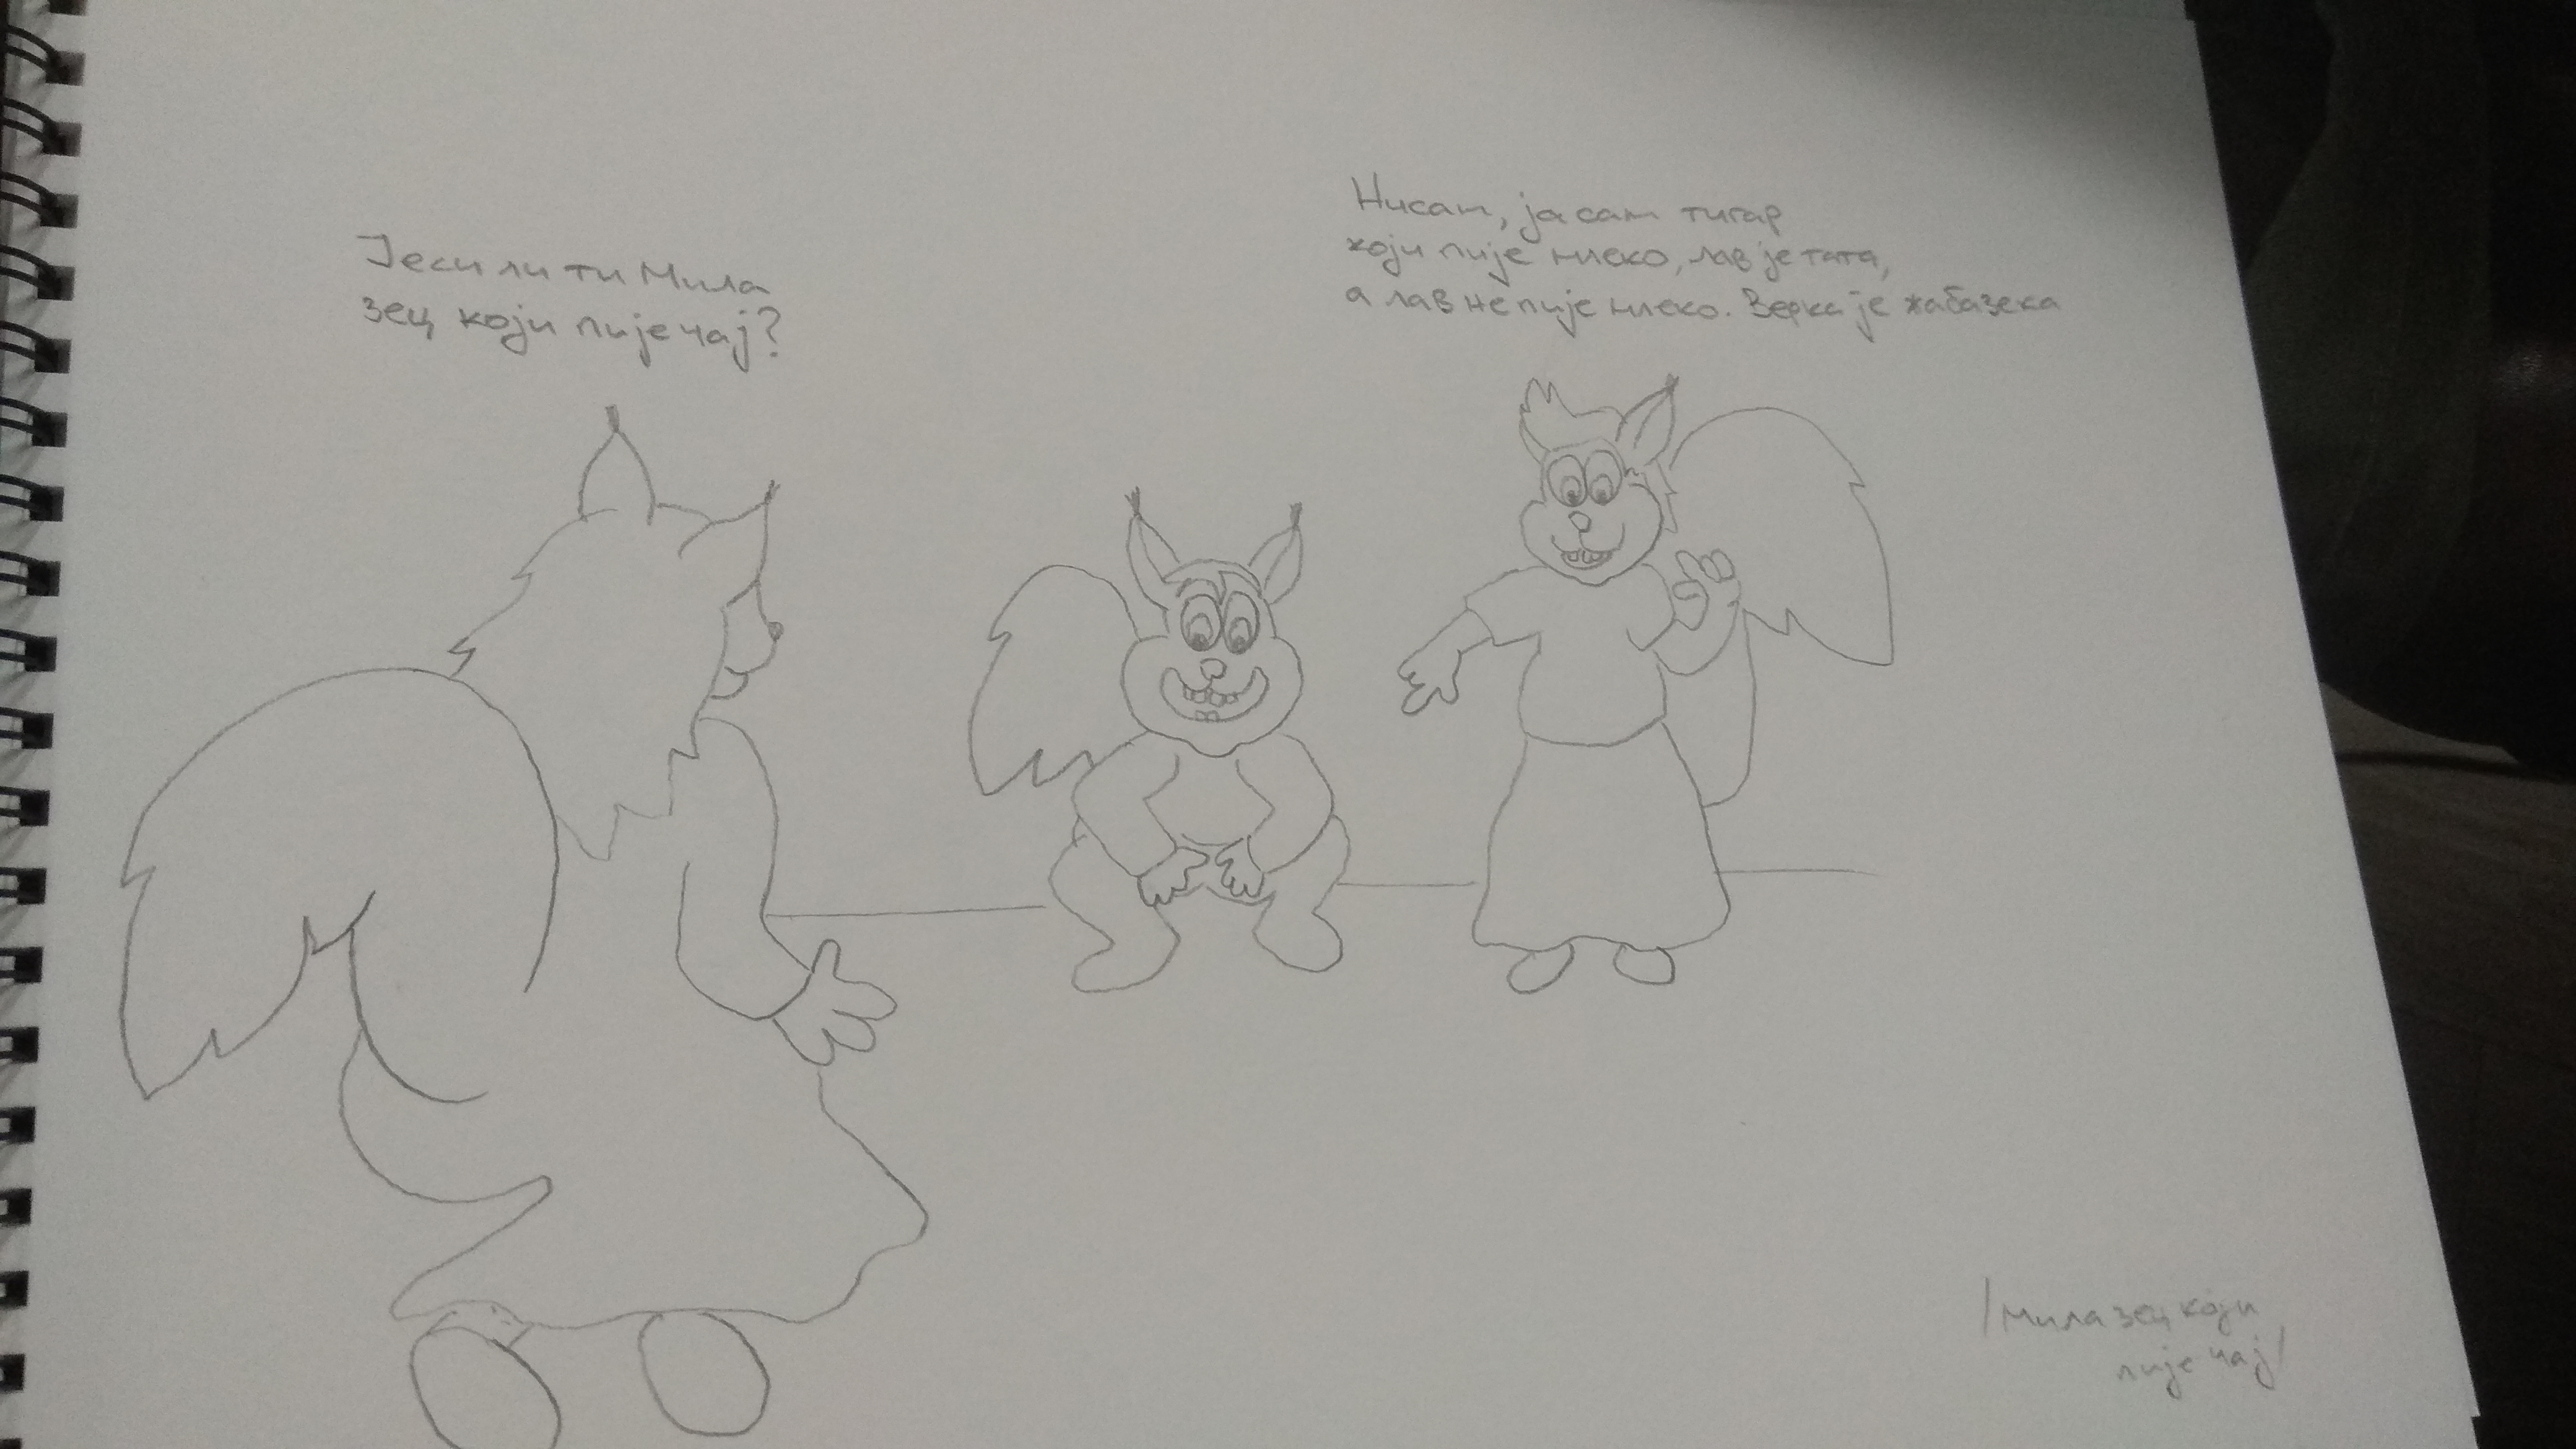 Јеси ли ти Мила
зец који пије чај?
Нисам, ја сам тигар
који пије млеко, лав је тата,
а лав не пије млеко. Верка је жабазека
/Мила зец који
пије чај/